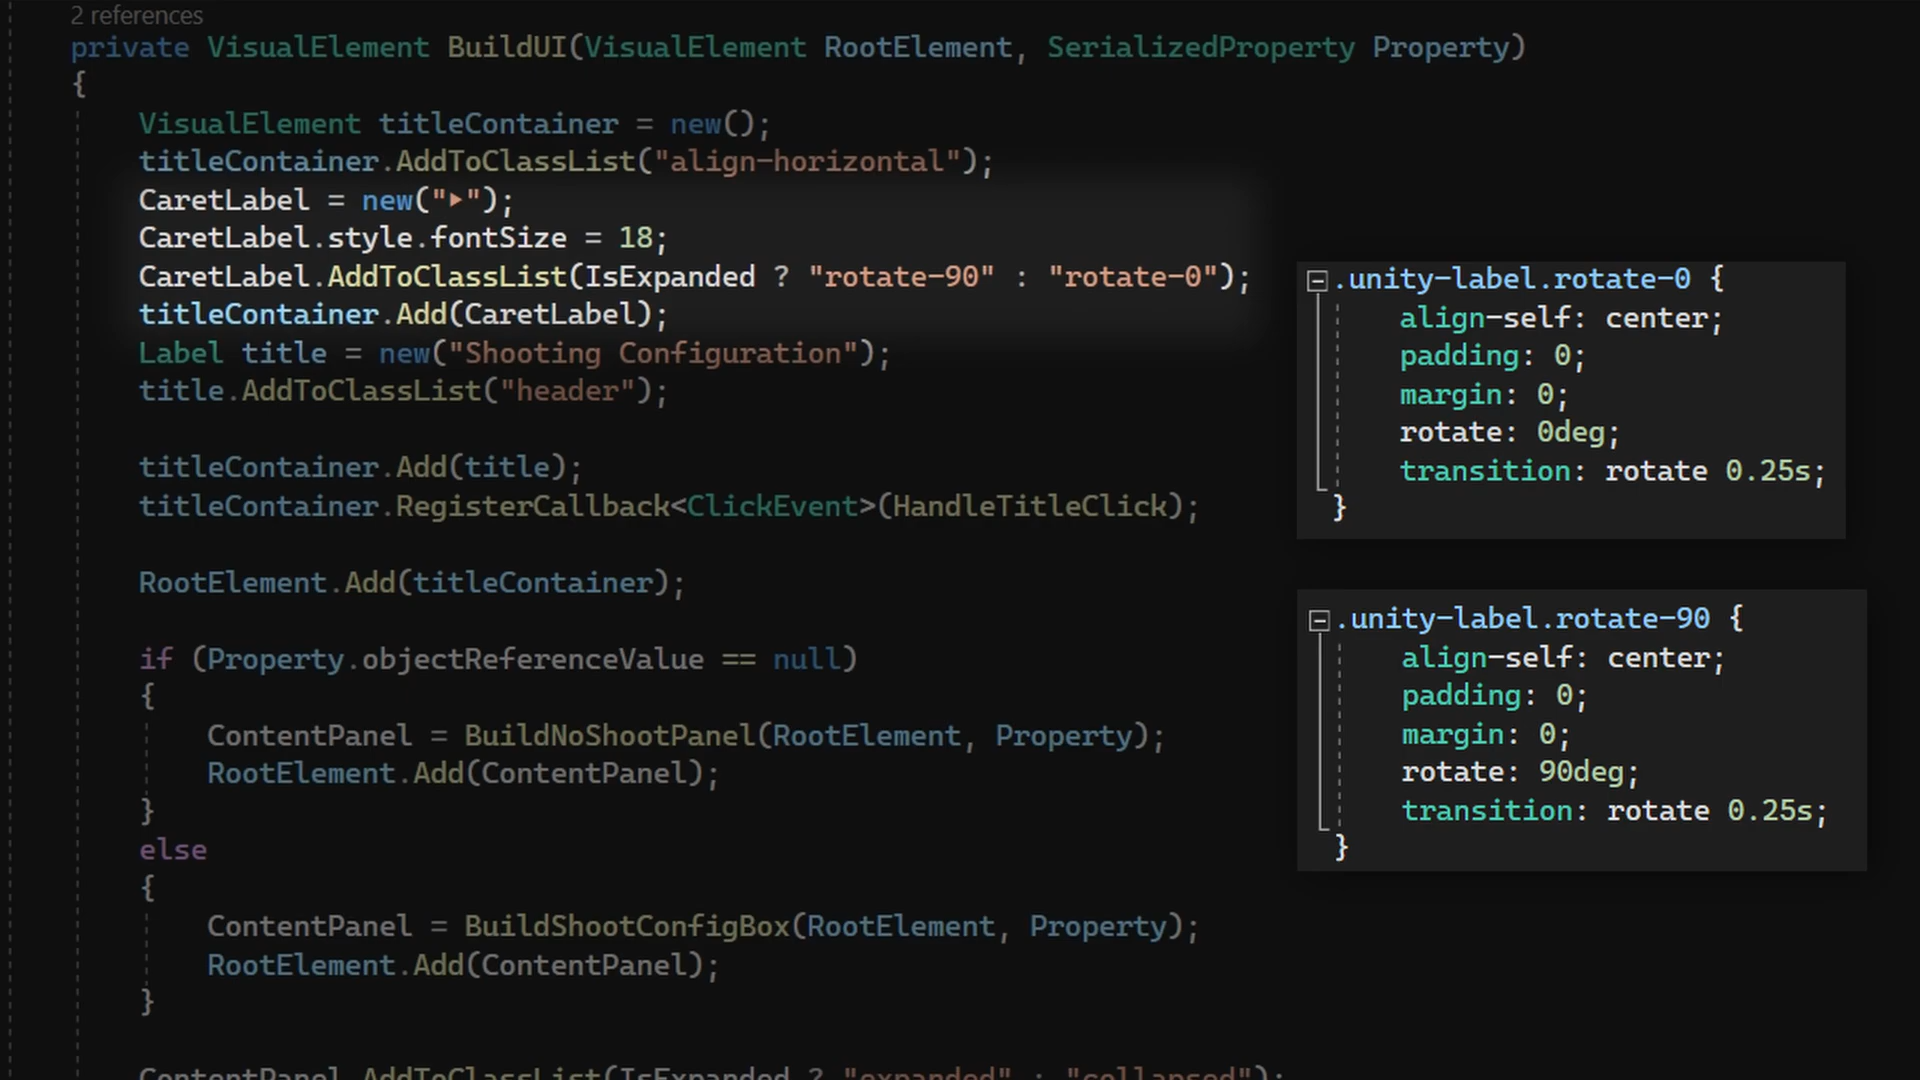 2 references
private VisualElement BuildUI(VisualElement RootElement, SerializedProperty Property)
{
VisualElement titleContainer = new();
titleContainer.AddToClassList("align-horizontal");
CaretLabel = new("▸");
CaretLabel.style.fontSize = 18;
CaretLabel.AddToClassList(IsExpanded ? "rotate-90" : "rotate-0");
titleContainer.Add(CaretLabel);
Label title = new("Shooting Configuration");
title.AddToClassList("header");
titleContainer.Add(title);
titleContainer.RegisterCallback<ClickEvent>(HandleTitleClick);
RootElement.Add(titleContainer);
if (Property.objectReferenceValue == null)
{
ContentPanel = BuildNoShootPanel(RootElement, Property);
RootElement.Add(ContentPanel);
}
else
{
ContentPanel = BuildShootConfigBox(RootElement, Property);
RootElement.Add(ContentPanel);
}
ContentPanel.AddToClassList(IsExpanded ? "expanded" : "collapsed");
.unity-label.rotate-0 {
align-self: center;
padding: 0;
margin: 0;
rotate: 0deg;
transition: rotate 0.25s;
}
.unity-label.rotate-90 {
align-self: center;
padding: 0;
margin: 0;
rotate: 90deg;
transition: rotate 0.25s;
}